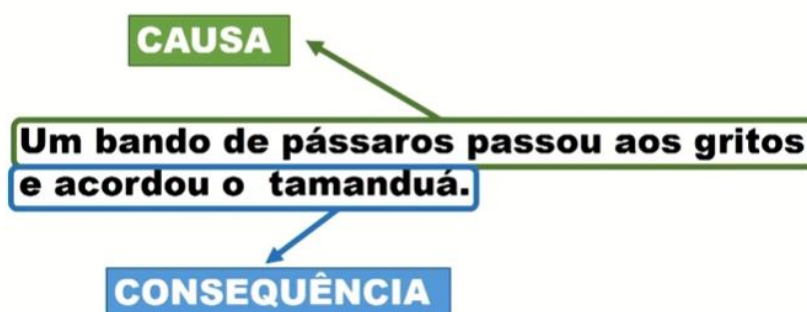 CAUSA
Um bando de pássaros passou aos gritos
e acordou o tamanduá.
CONSEQUÊNCIA